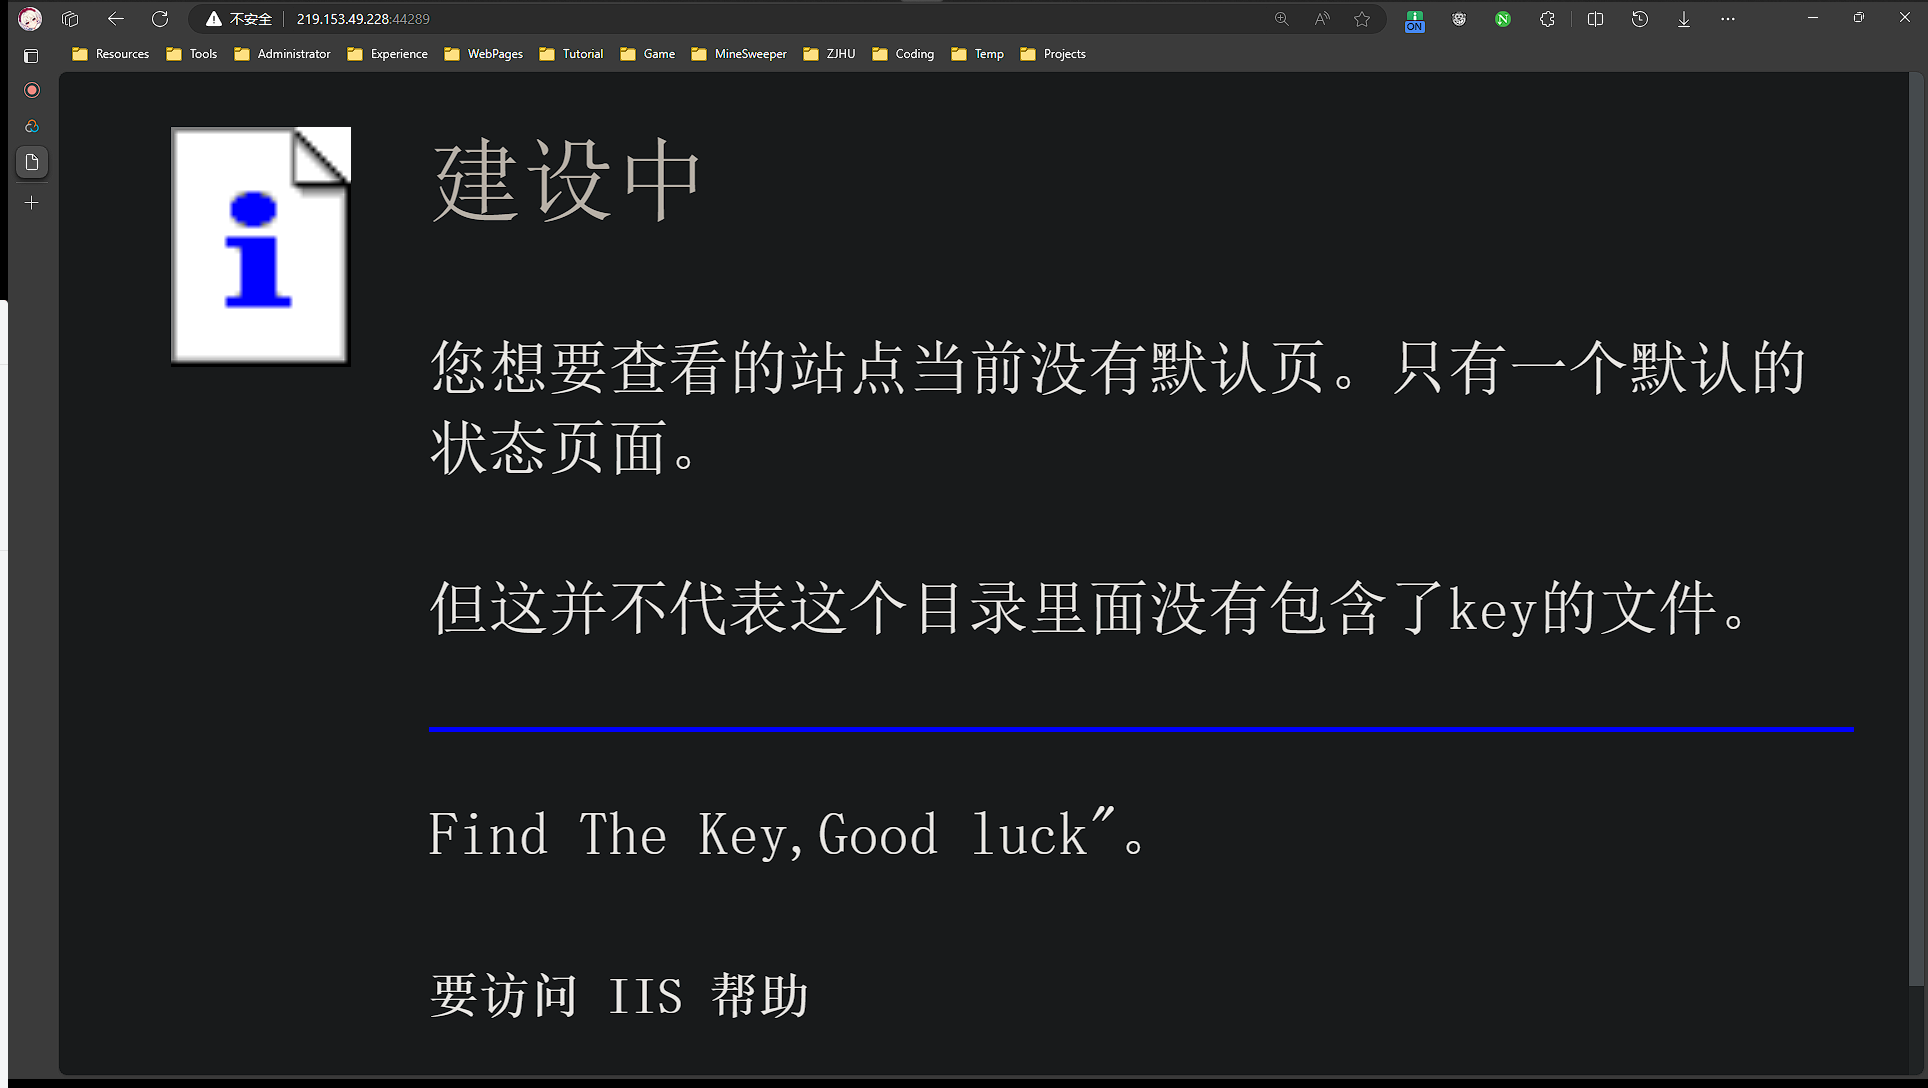 不安全 219.153.49.228:44289
ON
Resources Tools Administrator Experience WebPages Tutorial Game MineSweeper ZJHU Coding Temp Projects
建设中
您想要查看的站点当前没有默认页。只有一个默认的
状态页面。
但这并不代表这个目录里面没有包含了key的文件。
Find The Key,Good luck"。
要访问 IIS 帮助